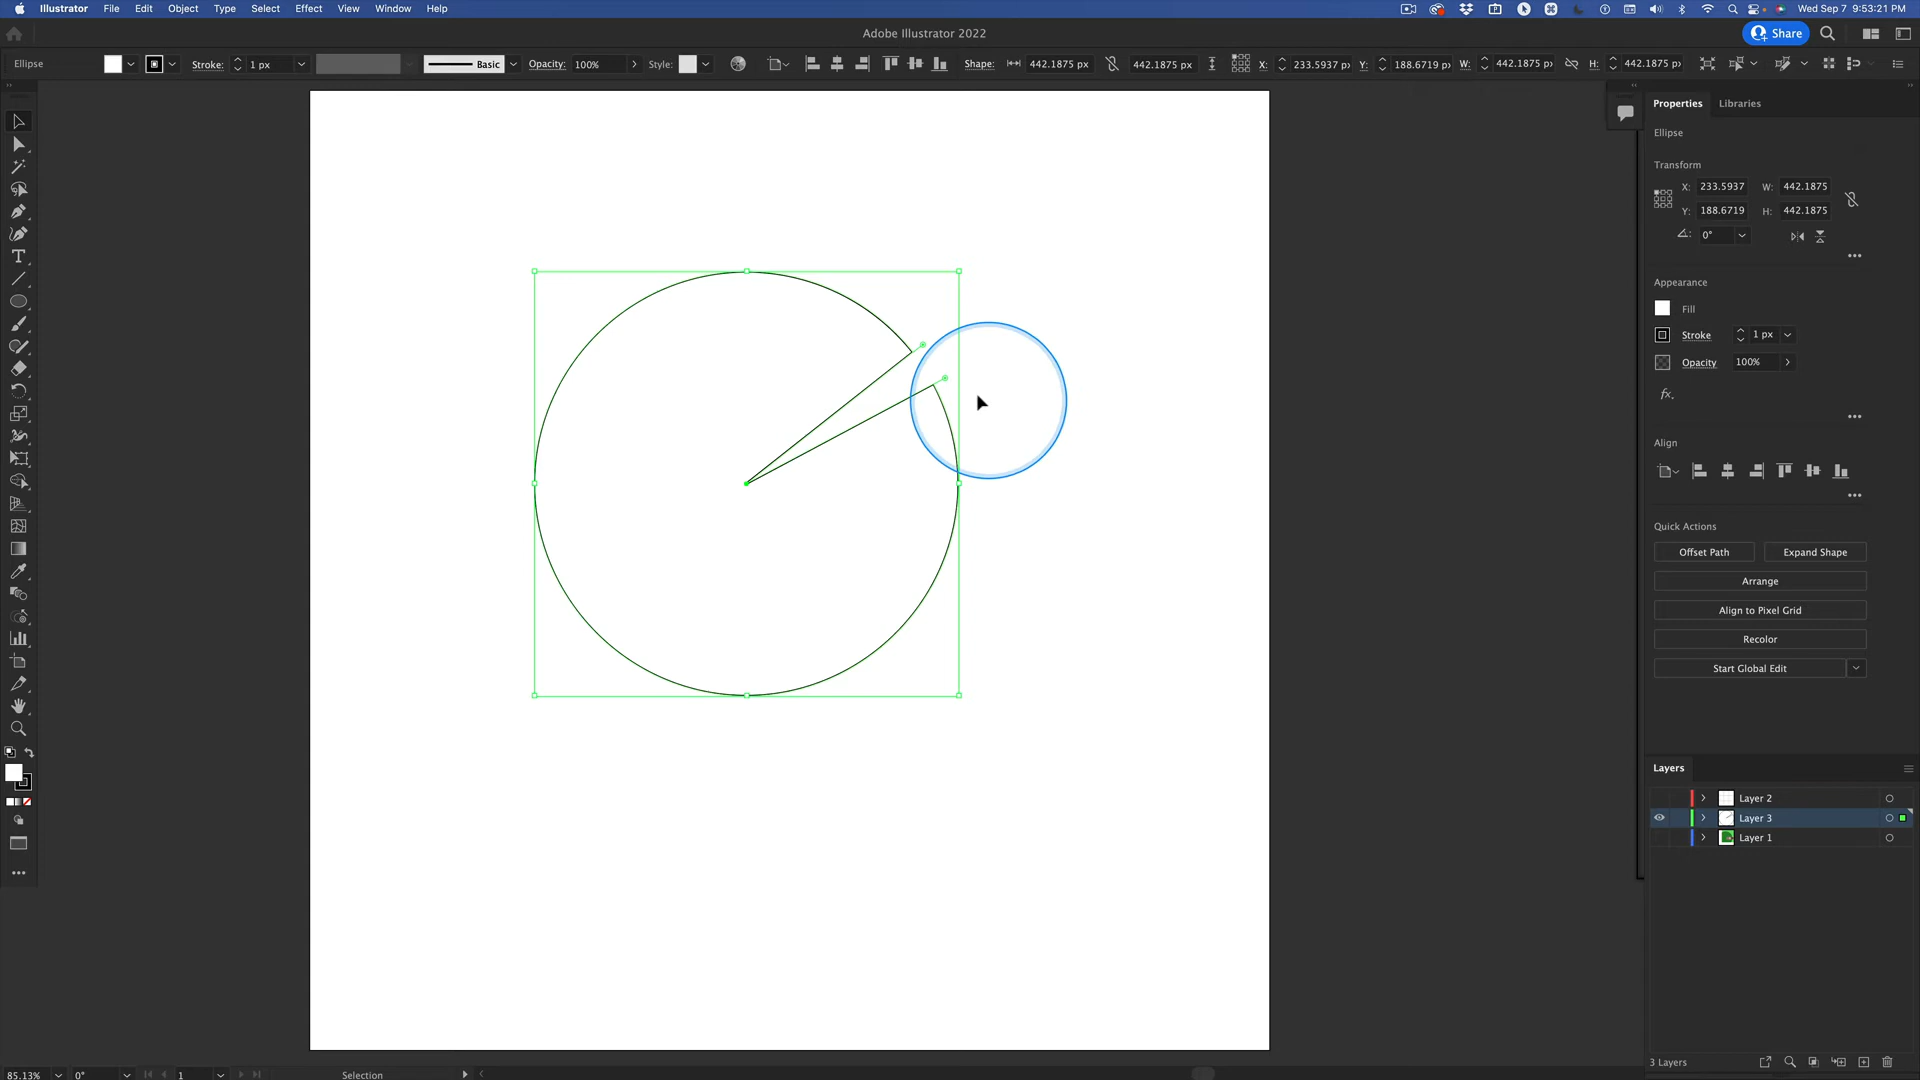 Illustrator File Edit Object Type Select Effect View Window Help Wed Sep 7 9:53:21 PM
Adobe Illustrator 2022 Share
Ellipse Stroke: 1 px Basic Opacity: 100% Style: Shape: 442.1875 px 442.1875 px X: 233.5937 p Y: 188.6719 p W: 442.1875 p H: 442.1875 p
Properties Libraries
Ellipse
Transform
X: 233.5937 W: 442.1875
Y: 188.6719 H: 442.1875
0°
Appearance
Fill
Stroke 1 px
Opacity 100%
fx.
Align
Quick Actions
Offset Path Expand Shape
Arrange
Align to Pixel Grid
Recolor
Start Global Edit
Layers
Layer 2
Layer 3
Layer 1
3 Layers
85.13% 0° 1 Selection